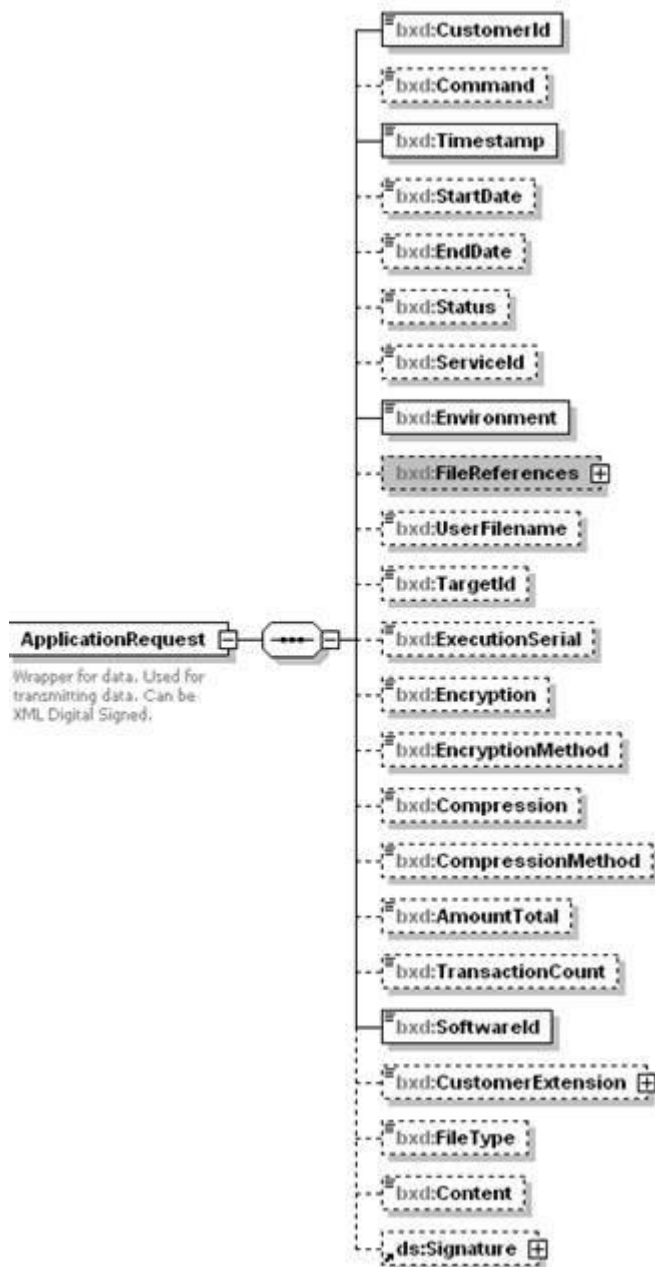 bxd:CustomerId
bxd:Command
bxd:Timestamp
bxd:StartDate
bxd:EndDate
bxd:Status
bxd:ServiceId
bxd:Environment
bxd:FileReferences
bxd:UserFilename
bxd:TargetId
ApplicationRequest
bxd:ExecutionSerial
Wrapper for data. Used for
transmitting data. Can be
XML Digital Signed.
bxd:Encryption
bxd:EncryptionMethod
bxd:Compression
bxd:CompressionMethod
bxd:AmountTotal
bxd:TransactionCount
bxd:SoftwareId
bxd:CustomerExtension
bxd:FileType
bxd:Content
ds:Signature